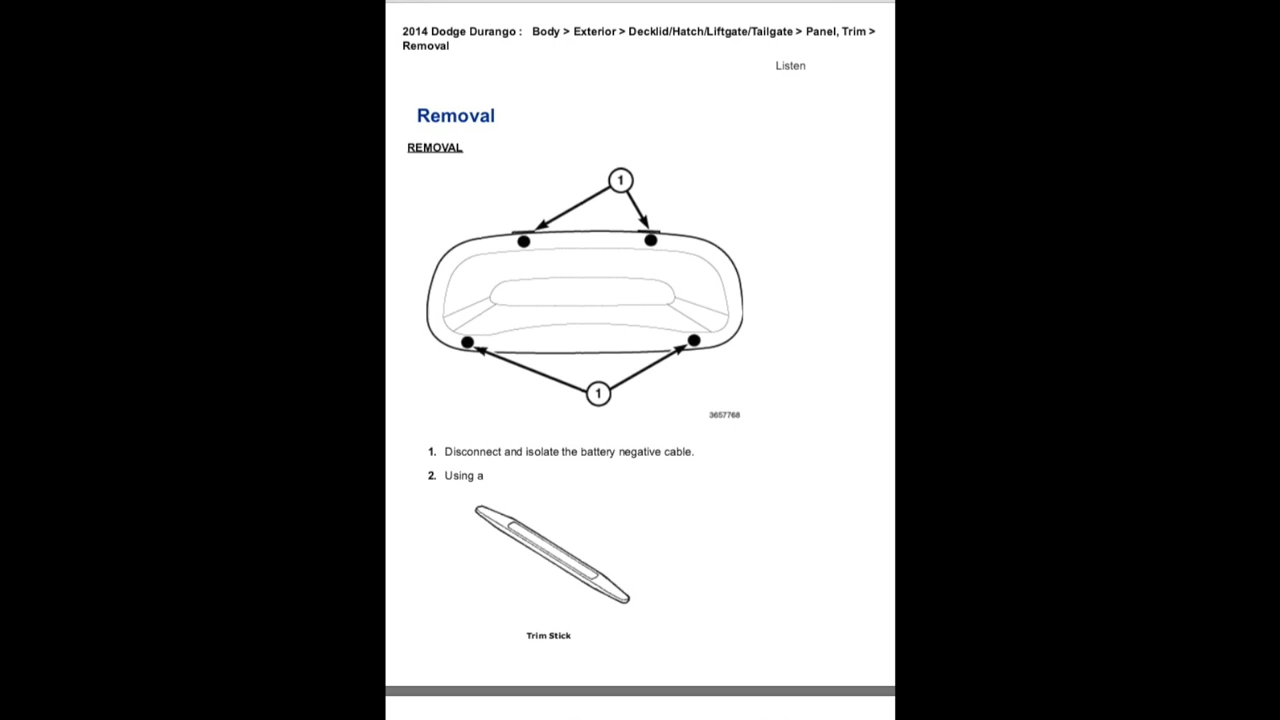 2014 Dodge Durango : Body > Exterior > Decklid/Hatch/Liftgate/Tailgate > Panel, Trim >
Removal
Listen
Removal
REMOVAL
1
1
3657768
1. Disconnect and isolate the battery negative cable.
2. Using a
Trim Stick